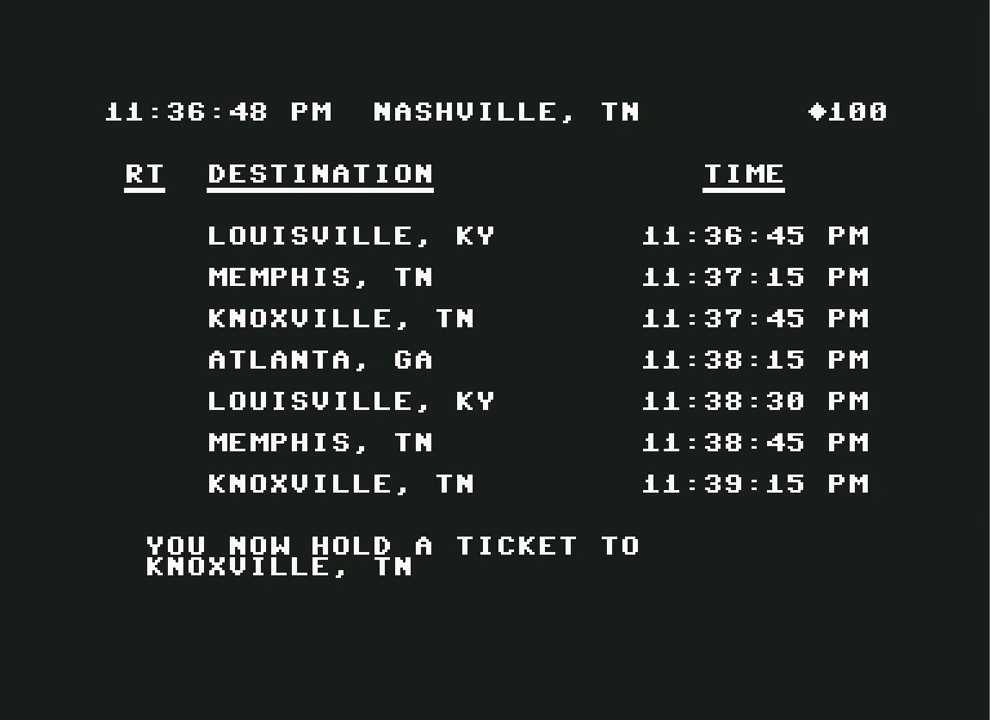 11:36:48 PM NASHVILLE, TN ♦100
RT DESTINATION TIME
LOUISVILLE, KY 11:36:45 PM
MEMPHIS, TN 11:37:15 PM
KNOXVILLE, TN 11:37:45 PM
ATLANTA, GA 11:38:15 PM
LOUISVILLE, KY 11:38:30 PM
MEMPHIS, TN 11:38:45 PM
KNOXVILLE, TN 11:39:15 PM
YOU NOW HOLD A TICKET TO
KNOXVILLE, TN